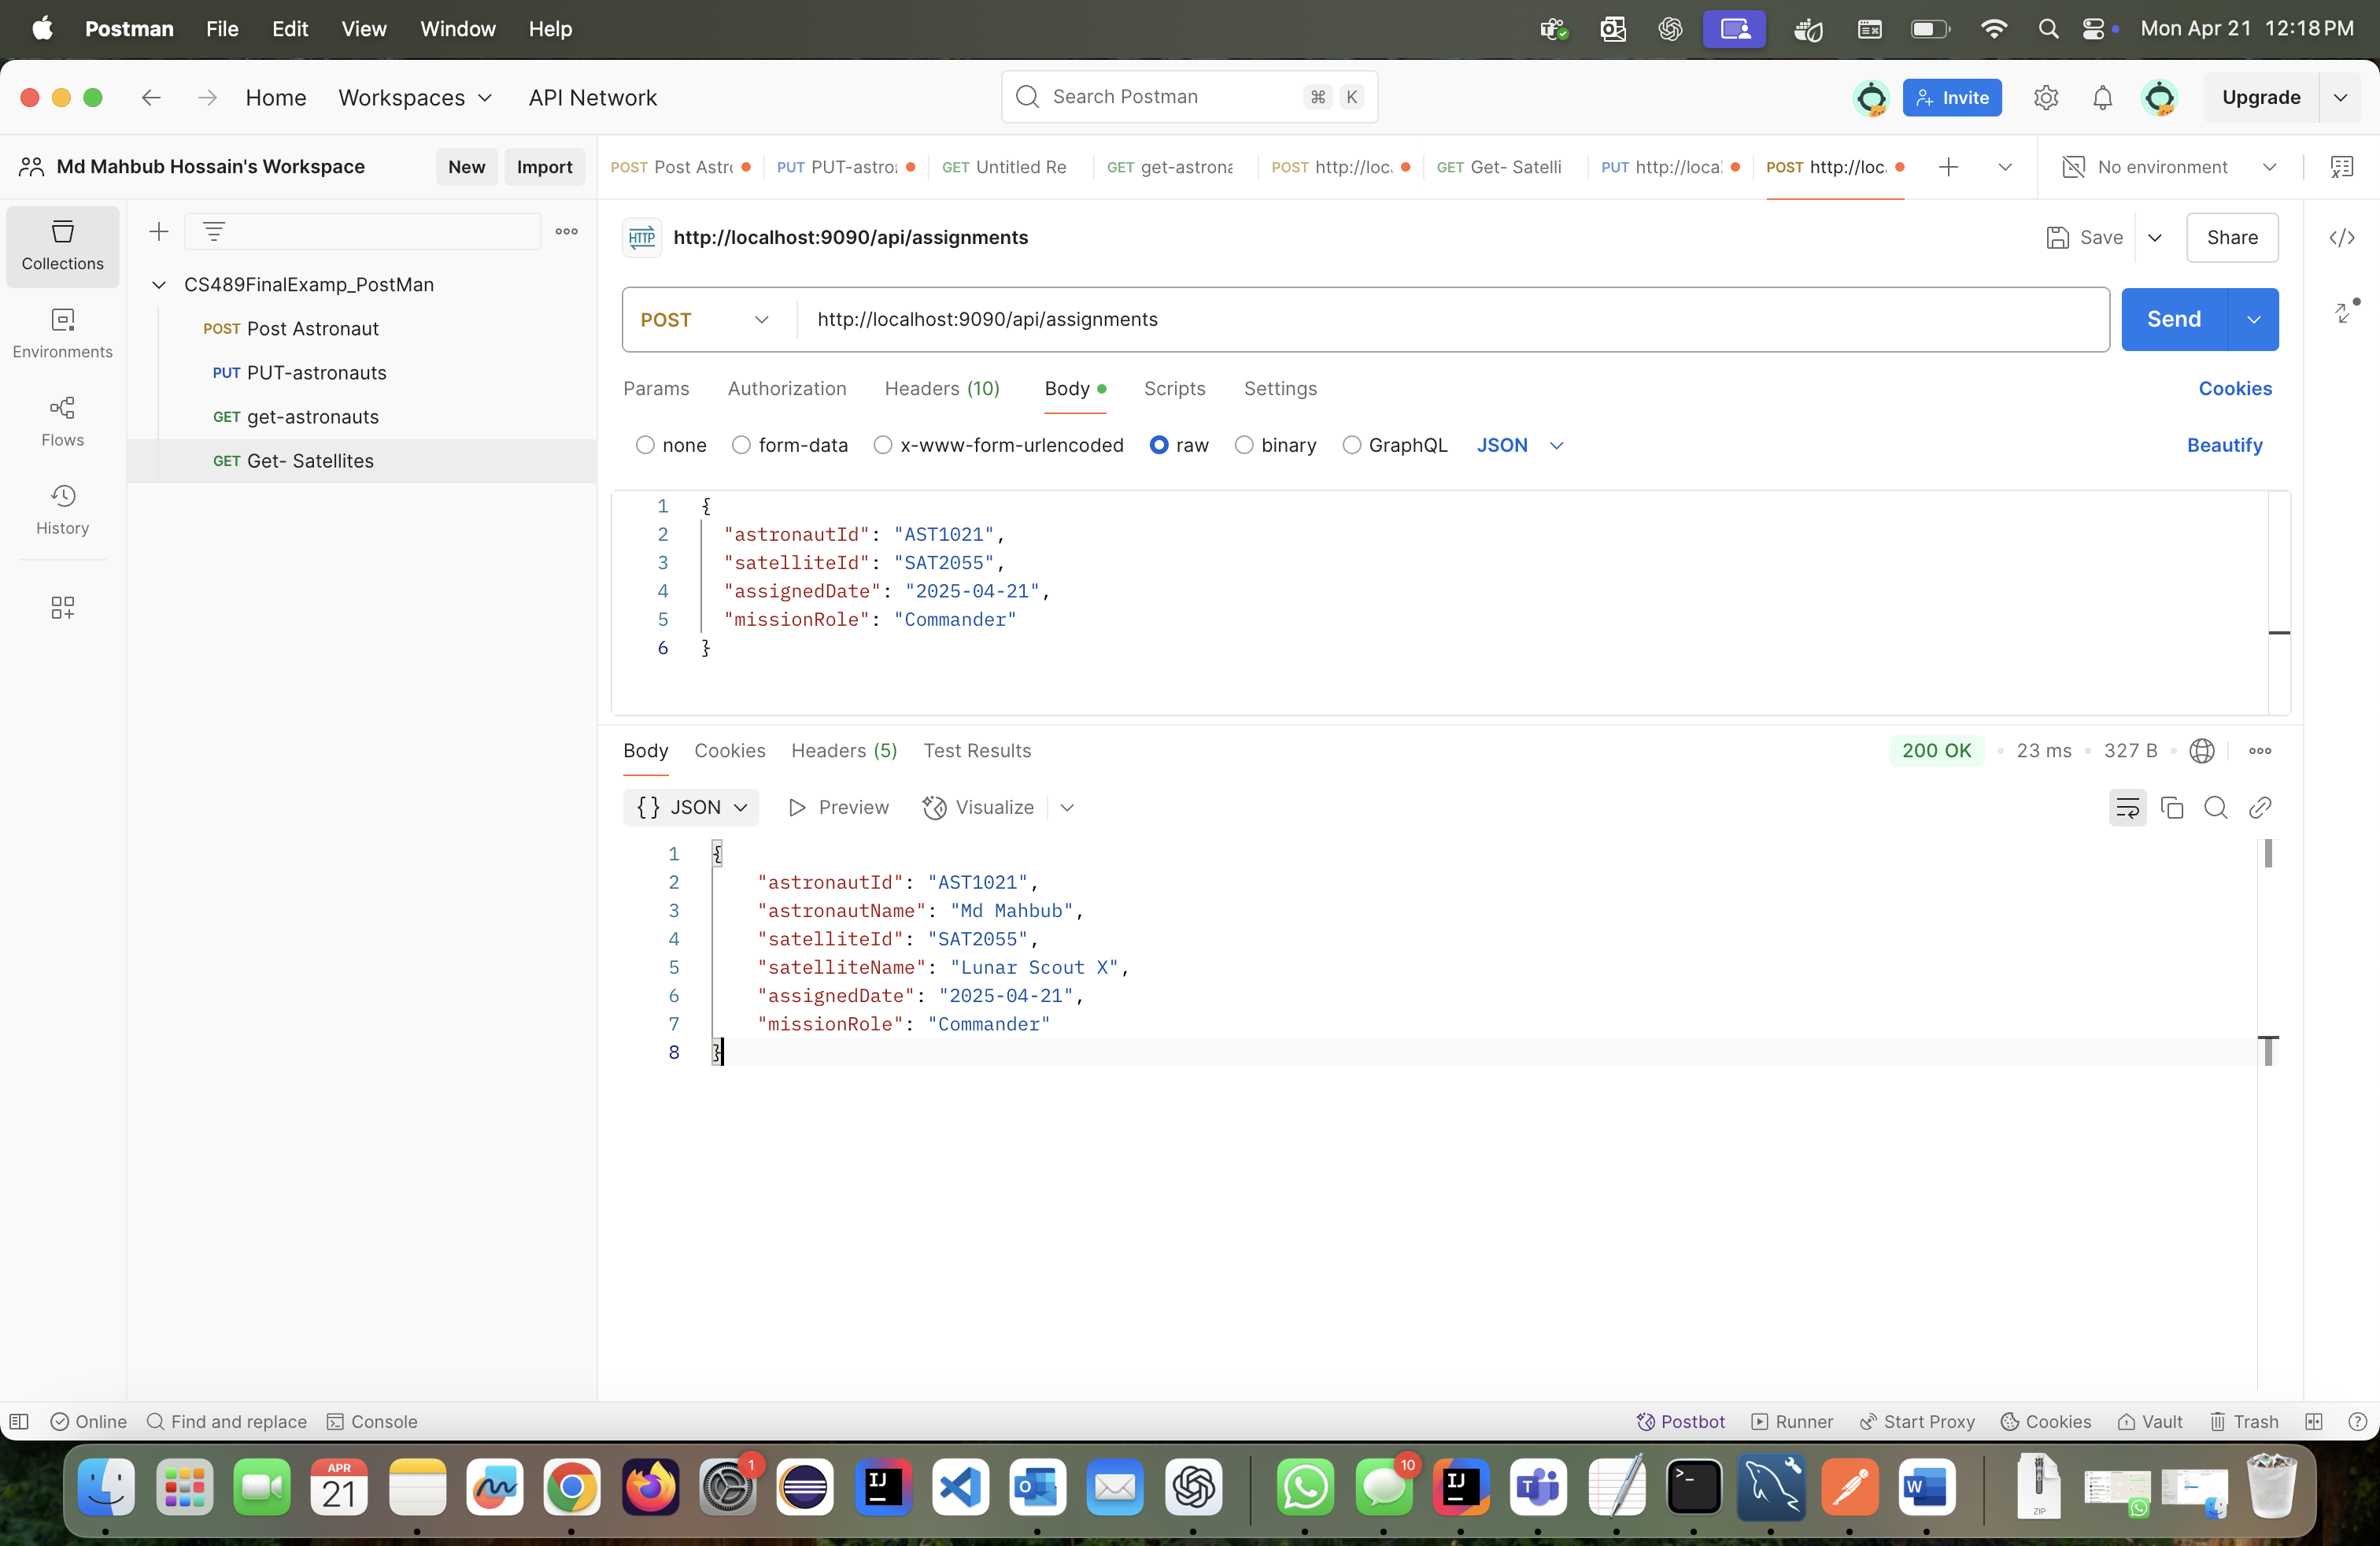 Postman File Edit View Window Help Mon Apr 21 12:18 PM
Home Workspaces API Network Search Postman ⌘ K Invite Upgrade
Md Mahbub Hossain's Workspace New Import POST Post Astr PUT PUT-astro GET Untitled Re GET get-astrona POST http://loc. GET Get- Satelli PUT http://loca POST http://loc. No environment
Collections
Environments
Flows
History
CS489FinalExamp_PostMan
POST Post Astronaut
PUT PUT-astronauts
GET get-astronauts
GET Get- Satellites
HTTP http://localhost:9090/api/assignments Save Share
POST http://localhost:9090/api/assignments Send
Params Authorization Headers (10) Body Scripts Settings Cookies
none form-data x-www-form-urlencoded raw binary GraphQL JSON Beautify
1 {
2 "astronautId": "AST1021",
3 "satelliteId": "SAT2055",
4 "assignedDate": "2025-04-21",
5 "missionRole": "Commander"
6 }
Body Cookies Headers (5) Test Results 200 OK • 23 ms • 327 B
{} JSON Preview Visualize
1 {
2 "astronautId": "AST1021",
3 "astronautName": "Md Mahbub",
4 "satelliteId": "SAT2055",
5 "satelliteName": "Lunar Scout X",
6 "assignedDate": "2025-04-21",
7 "missionRole": "Commander"
8 }
Online Find and replace Console Postbot Runner Start Proxy Cookies Vault Trash
APR
21
1
IJ
10
IJ
ZIP